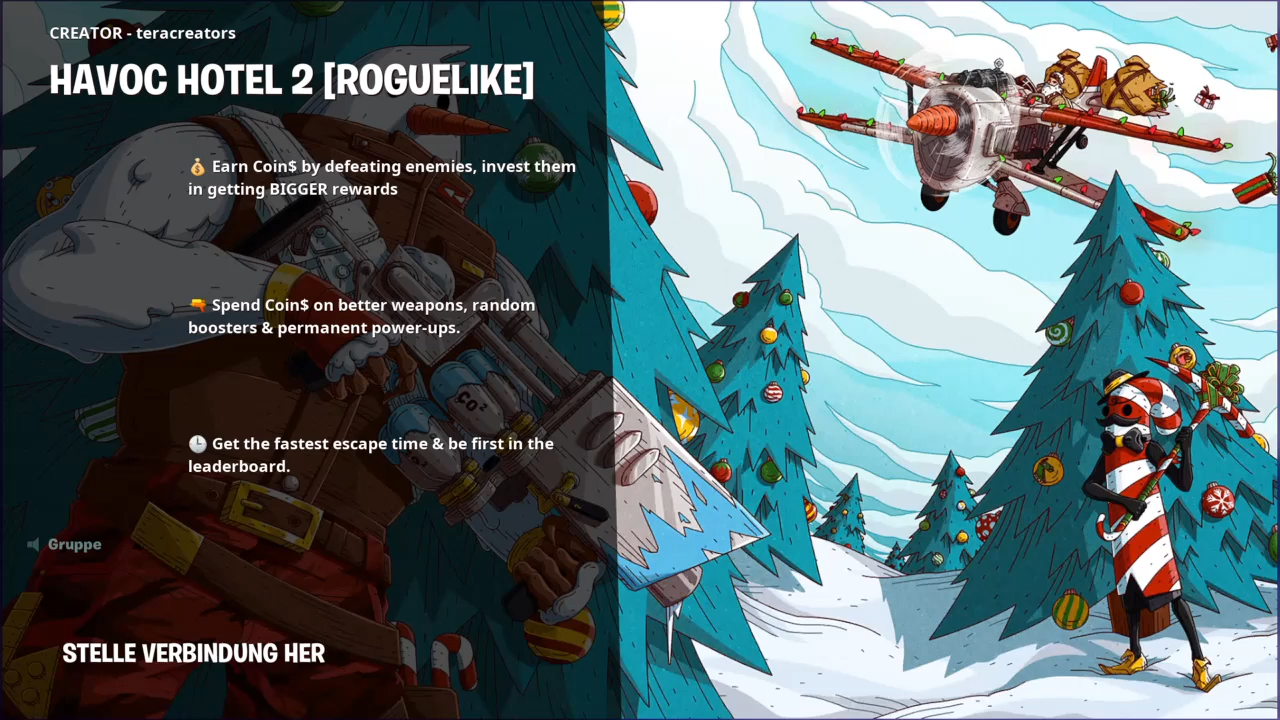 CREATOR - teracreators
HAVOC HOTEL 2 [ROGUELIKE]
💰 Earn Coin$ by defeating enemies, invest them
in getting BIGGER rewards
🔫 Spend Coin$ on better weapons, random
boosters & permanent power-ups.
CO²
🕒 Get the fastest escape time & be first in the
leaderboard.
Gruppe
STELLE VERBINDUNG HER